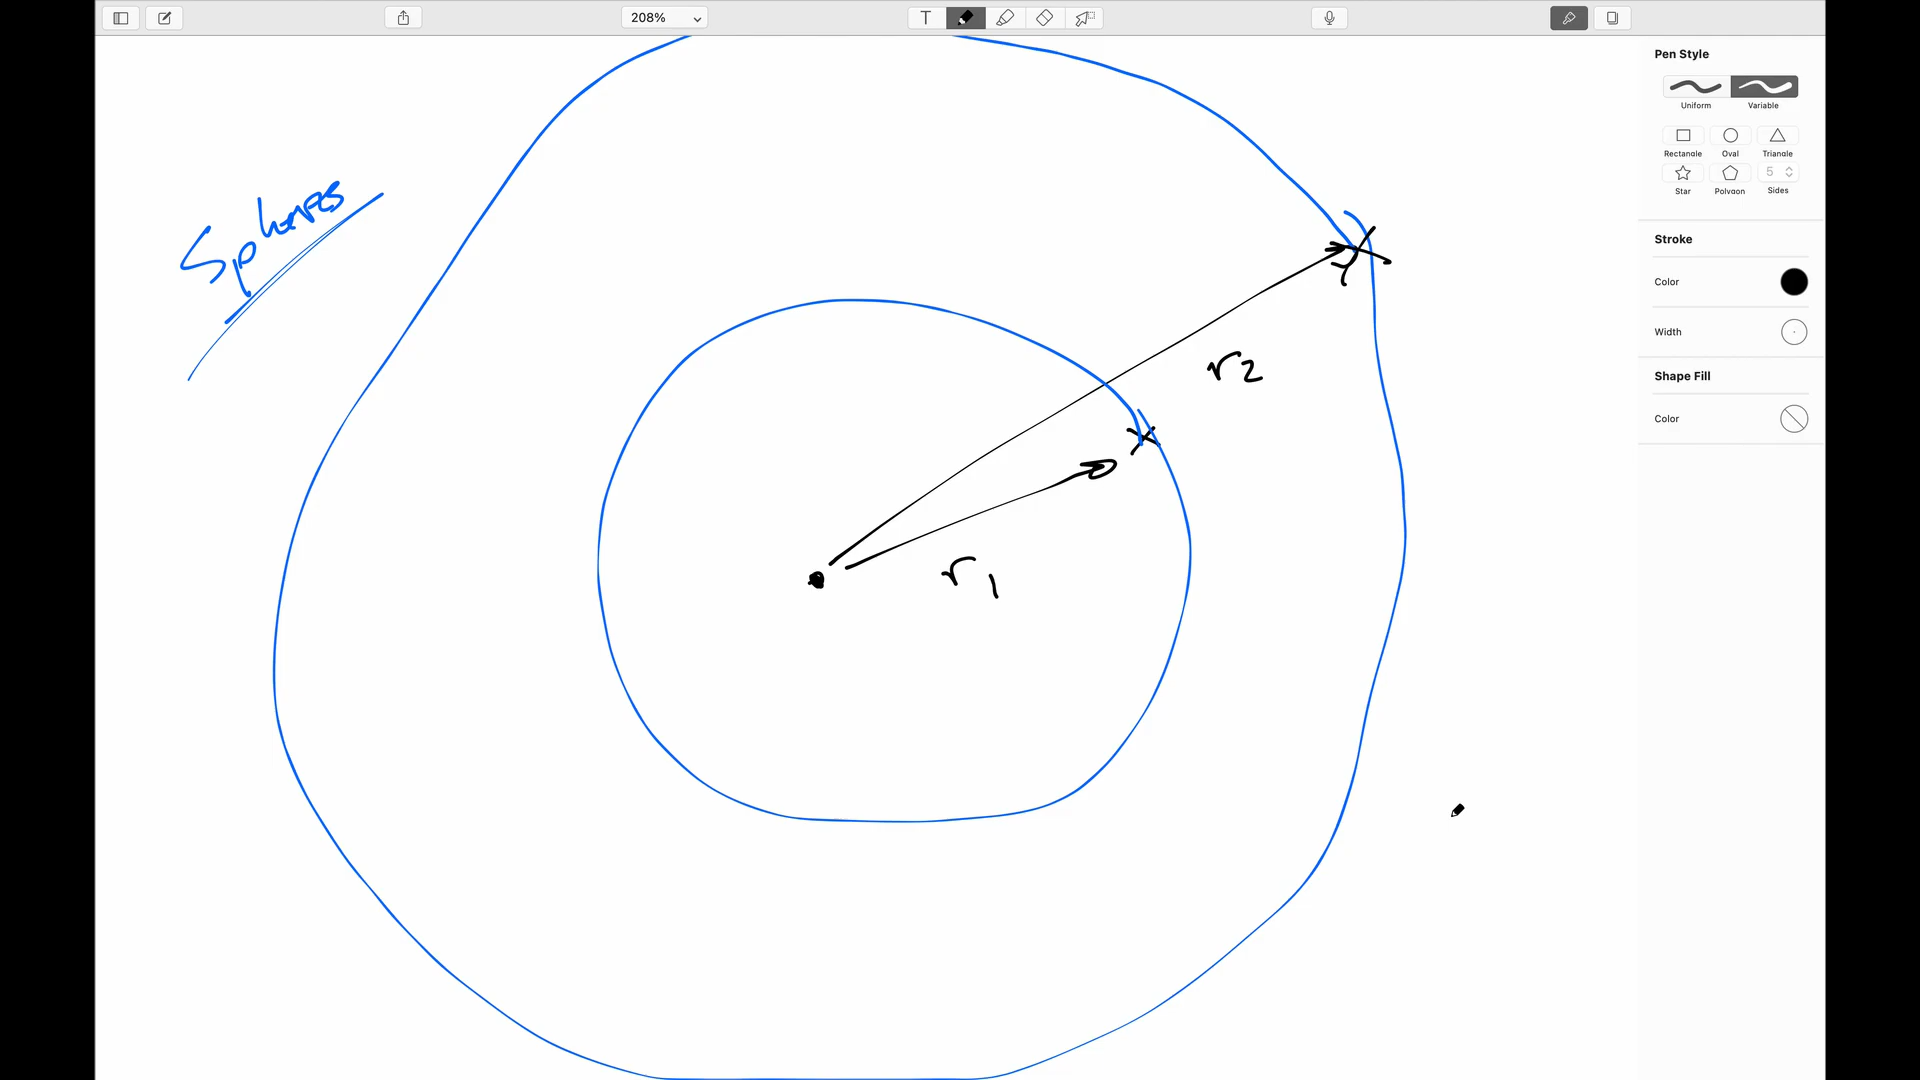 208%
T
Pen Style
Uniform Variable
Rectangle Oval Triangle
5
Star Polygon Sides
Stroke
Color
Width
Shape Fill
Color
Spheres
r2
r1